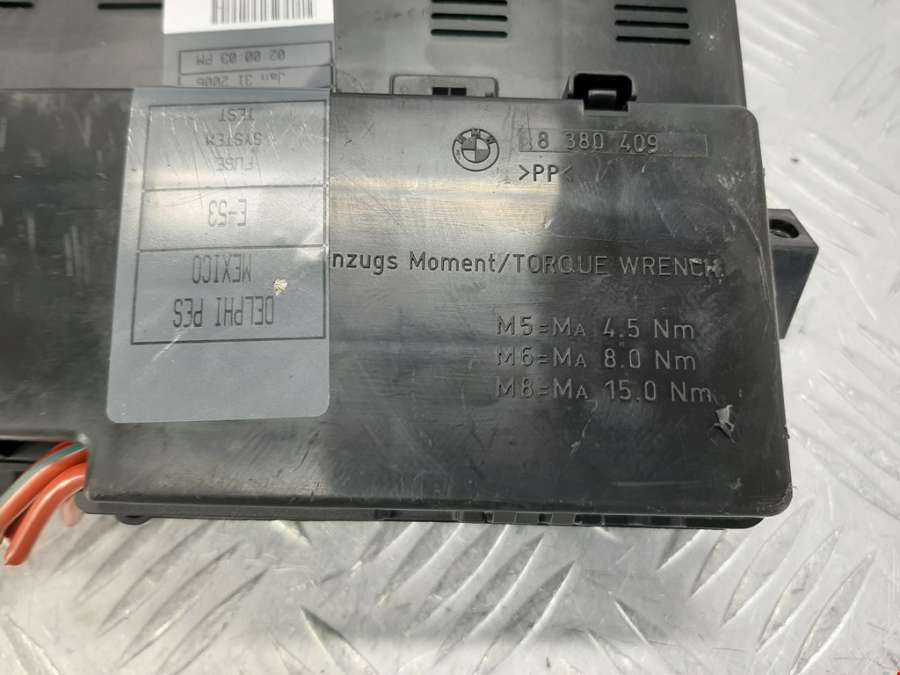 02 00 03 PM
Jan 31 2006
TEST
SYSTEM
FUSE
E-53
MEXICO
DELPHI PES
BMW
8 380 409
>PP<
nzugs Moment/TORQUE WRENCH:
M5=MA 4.5 Nm
M6=MA 8.0 Nm
M8=MA 15.0 Nm